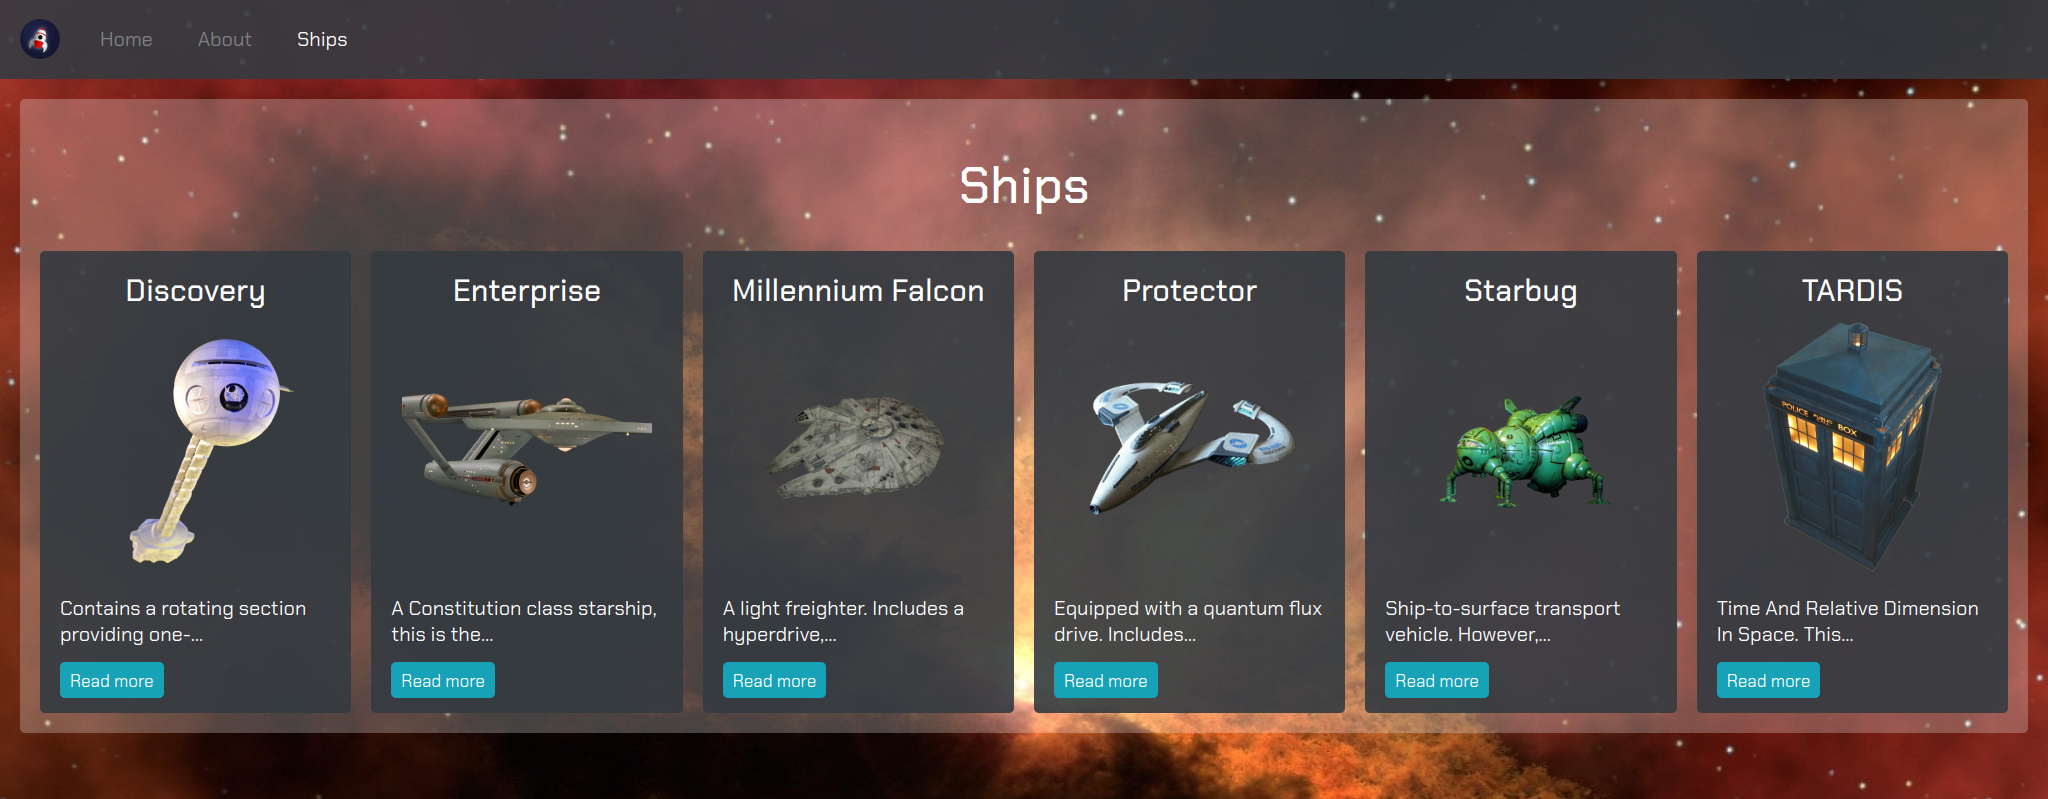 Home
About
Ships
Ships
Discovery
Contains a rotating section
providing one-...
Read more
Enterprise
A Constitution class starship,
this is the...
Read more
Millennium Falcon
A light freighter. Includes a
hyperdrive,...
Read more
Protector
Equipped with a quantum flux
drive. Includes...
Read more
Starbug
Ship-to-surface transport
vehicle. However,...
Read more
TARDIS
POLICE BOX
Time And Relative Dimension
In Space. This...
Read more